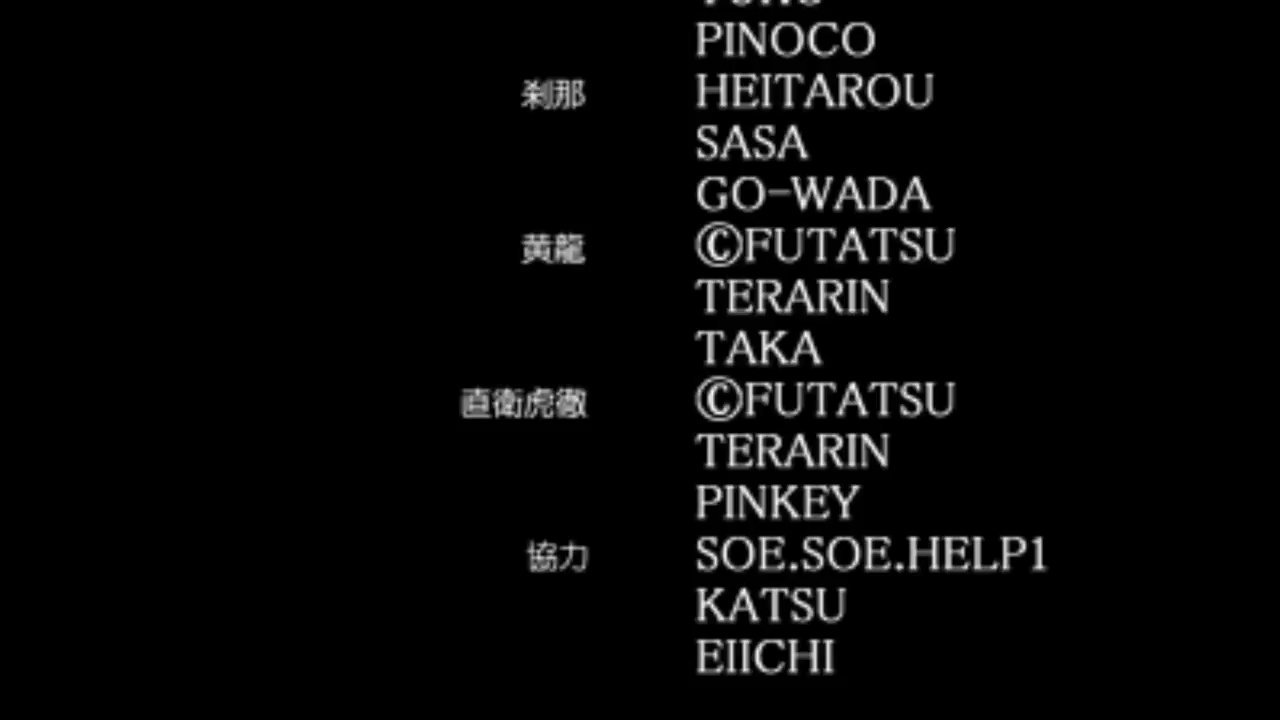 PINOCO
刹那 HEITAROU
SASA
GO-WADA
黄龍 ©FUTATSU
TERARIN
TAKA
直衛虎徹 ©FUTATSU
TERARIN
PINKEY
協力 SOE.SOE.HELP1
KATSU
EIICHI